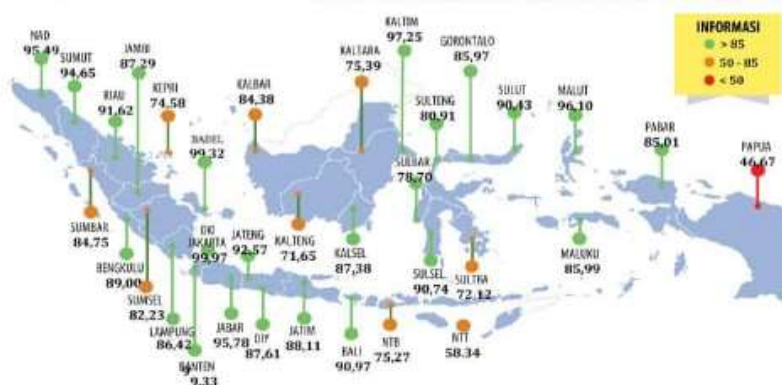 NAD
95,49
SUMUT
94,65
JAMBI
87,29
RIAU
91,62
KEPRI
74,58
BABEL
99,32
KALBAR
84,38
KALTARA
75,39
KALTIM
97,25
GORONTALO
85,97
SULTENG
80,91
SULUT
90,43
MALUT
96,10
SULBAR
78,70
PABAR
85,01
PAPUA
46,67
INFORMASI
> 85
50 - 85
< 50
SUMBAR
84,75
BENGKULU
89,00
SUMSEL
82,23
LAMPUNG
86,42
9
BANTEN
9,33
DKI
JAKARTA
99,97
JATENG
92,57
JABAR
95,78
DIY
87,61
JATIM
88,11
KALTENG
71,65
KALSEL
87,38
BALI
90,97
NTB
75,27
NTT
58.34
SULSEL
90,74
SULTRA
72,12
MALUKU
85,99